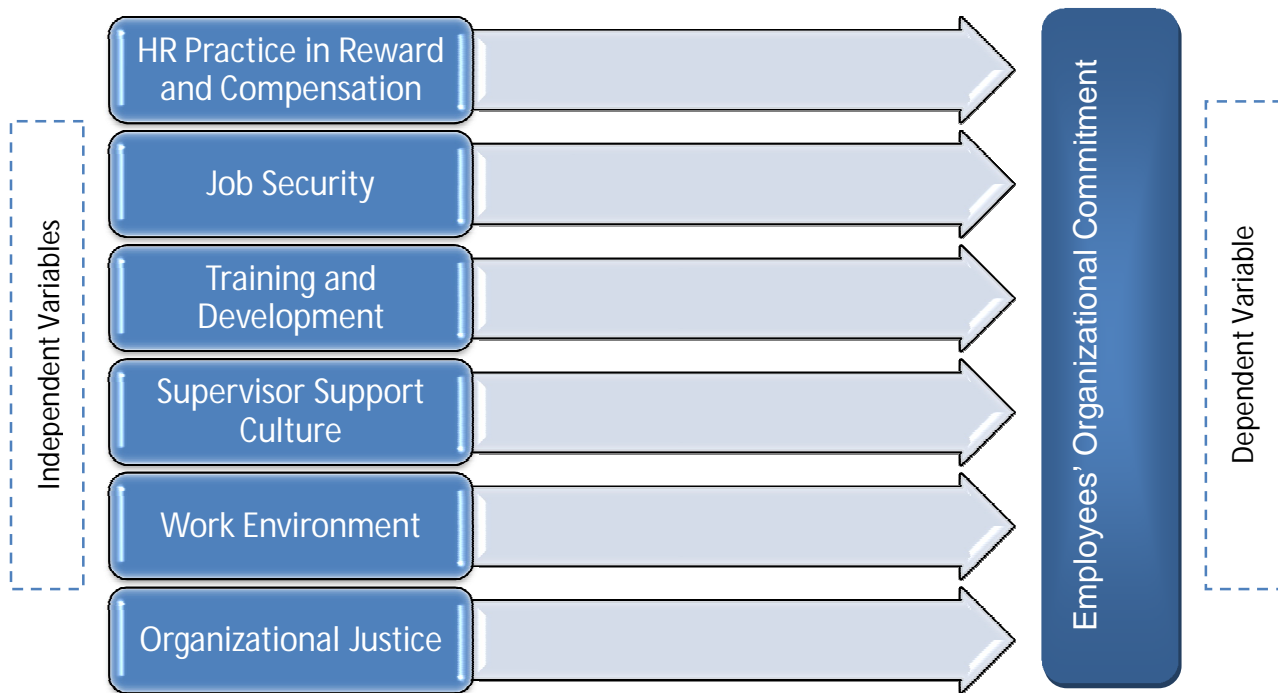 Independent Variables
HR Practice in Reward
and Compensation
Job Security
Training and
Development
Supervisor Support
Culture
Work Environment
Organizational Justice
Employees’ Organizational Commitment
Dependent Variable